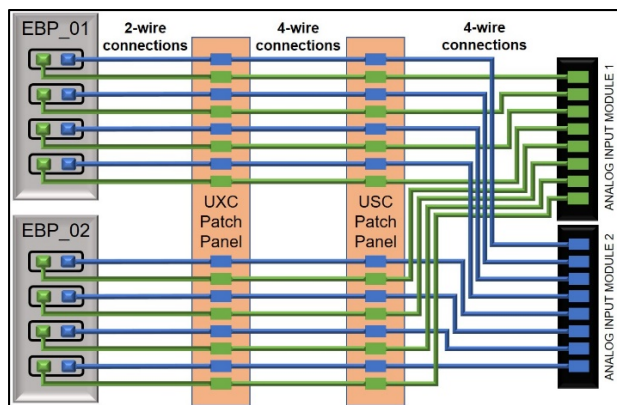 EBP_01
2-wire
connections
4-wire
connections
4-wire
connections
ANALOG INPUT MODULE 1
UXC
Patch
Panel
USC
Patch
Panel
EBP_02
ANALOG INPUT MODULE 2